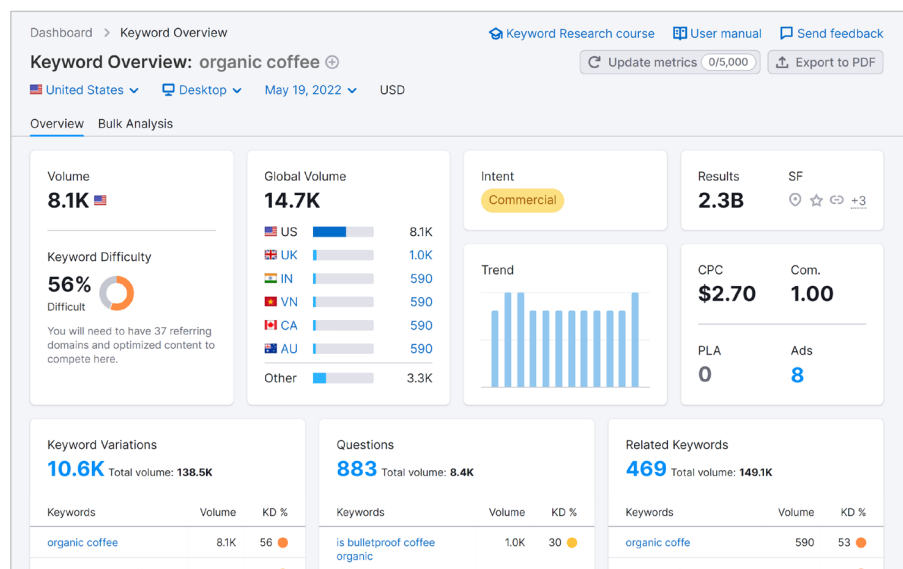 Dashboard > Keyword Overview
Keyword Research course User manual Send feedback
Keyword Overview: organic coffee
Update metrics 0/5,000 Export to PDF
United States Desktop May 19, 2022 USD
Overview Bulk Analysis
Volume
8.1K
Keyword Difficulty
56%
Difficult
You will need to have 37 referring
domains and optimized content to
compete here.
Global Volume
14.7K
US 8.1K
UK 1.0K
IN 590
VN 590
CA 590
AU 590
Other 3.3K
Intent
Commercial
Trend
Results SF
2.3B +3
CPC Com.
$2.70 1.00
PLA Ads
0 8
Keyword Variations
10.6K Total volume: 138.5K
Keywords Volume KD %
organic coffee 8.1K 56
Questions
883 Total volume: 8.4K
Keywords Volume KD %
is bulletproof coffee 1.0K 30
organic
Related Keywords
469 Total volume: 149.1K
Keywords Volume KD %
organic coffe 590 53